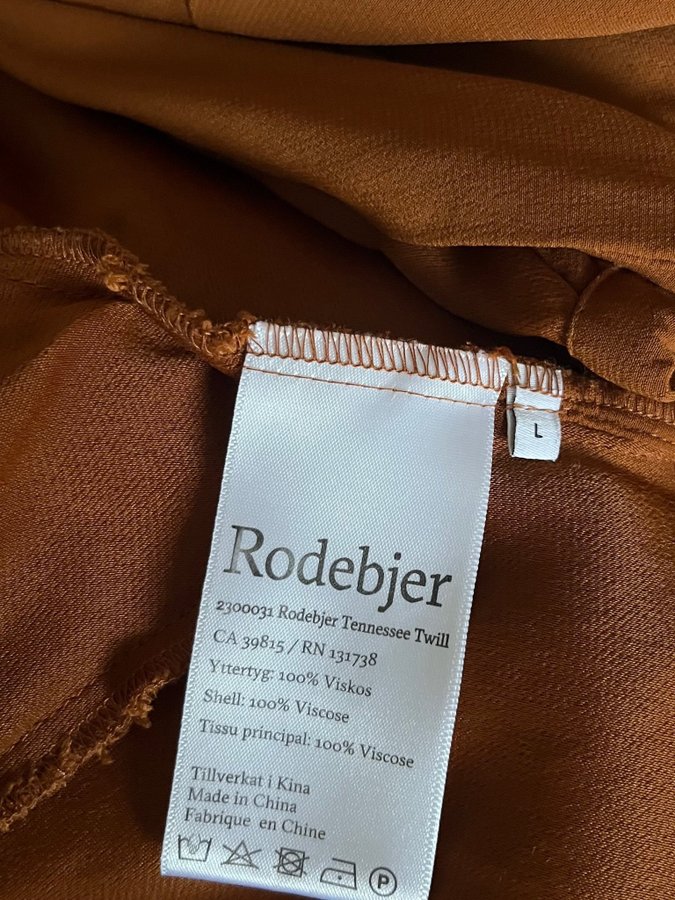 L
Rodebjer
2300031 Rodebjer Tennessee Twill
CA 39815 / RN 131738
Yttertyg: 100% Viskos
Shell: 100% Viscose
Tissu principal: 100% Viscose
Tillverkat i Kina
Made in China
Fabrique en Chine
P